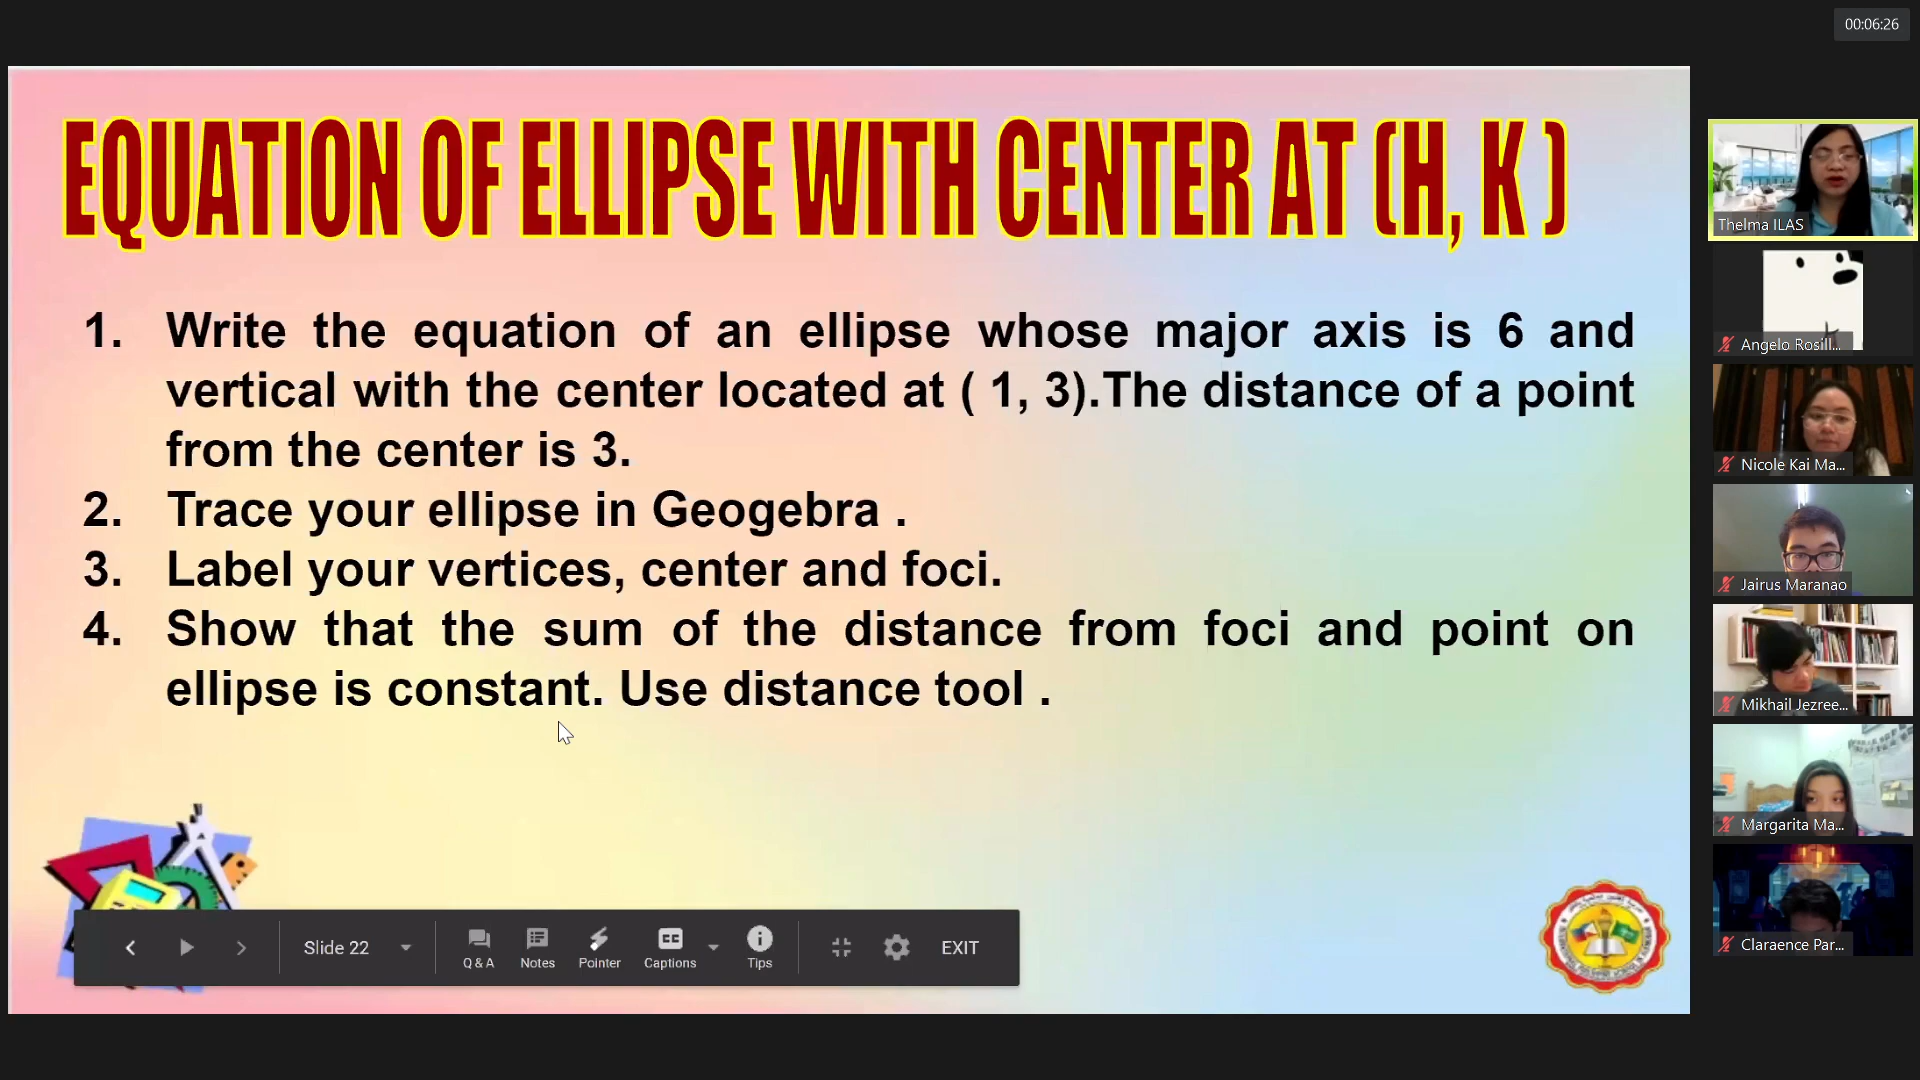 00:06:26
EQUATION OF ELLIPSE WITH CENTER AT (H, K )
1. Write the equation of an ellipse whose major axis is 6 and
vertical with the center located at ( 1, 3).The distance of a point
from the center is 3.
2. Trace your ellipse in Geogebra .
3. Label your vertices, center and foci.
4. Show that the sum of the distance from foci and point on
ellipse is constant. Use distance tool .
Slide 22
Q & A
Notes
Pointer
CC
Captions
Tips
EXIT
Thelma ILAS
Angelo Rosill...
Nicole Kai Ma...
Jairus Maranao
Mikhail Jezree...
Margarita Ma...
Claraence Par...